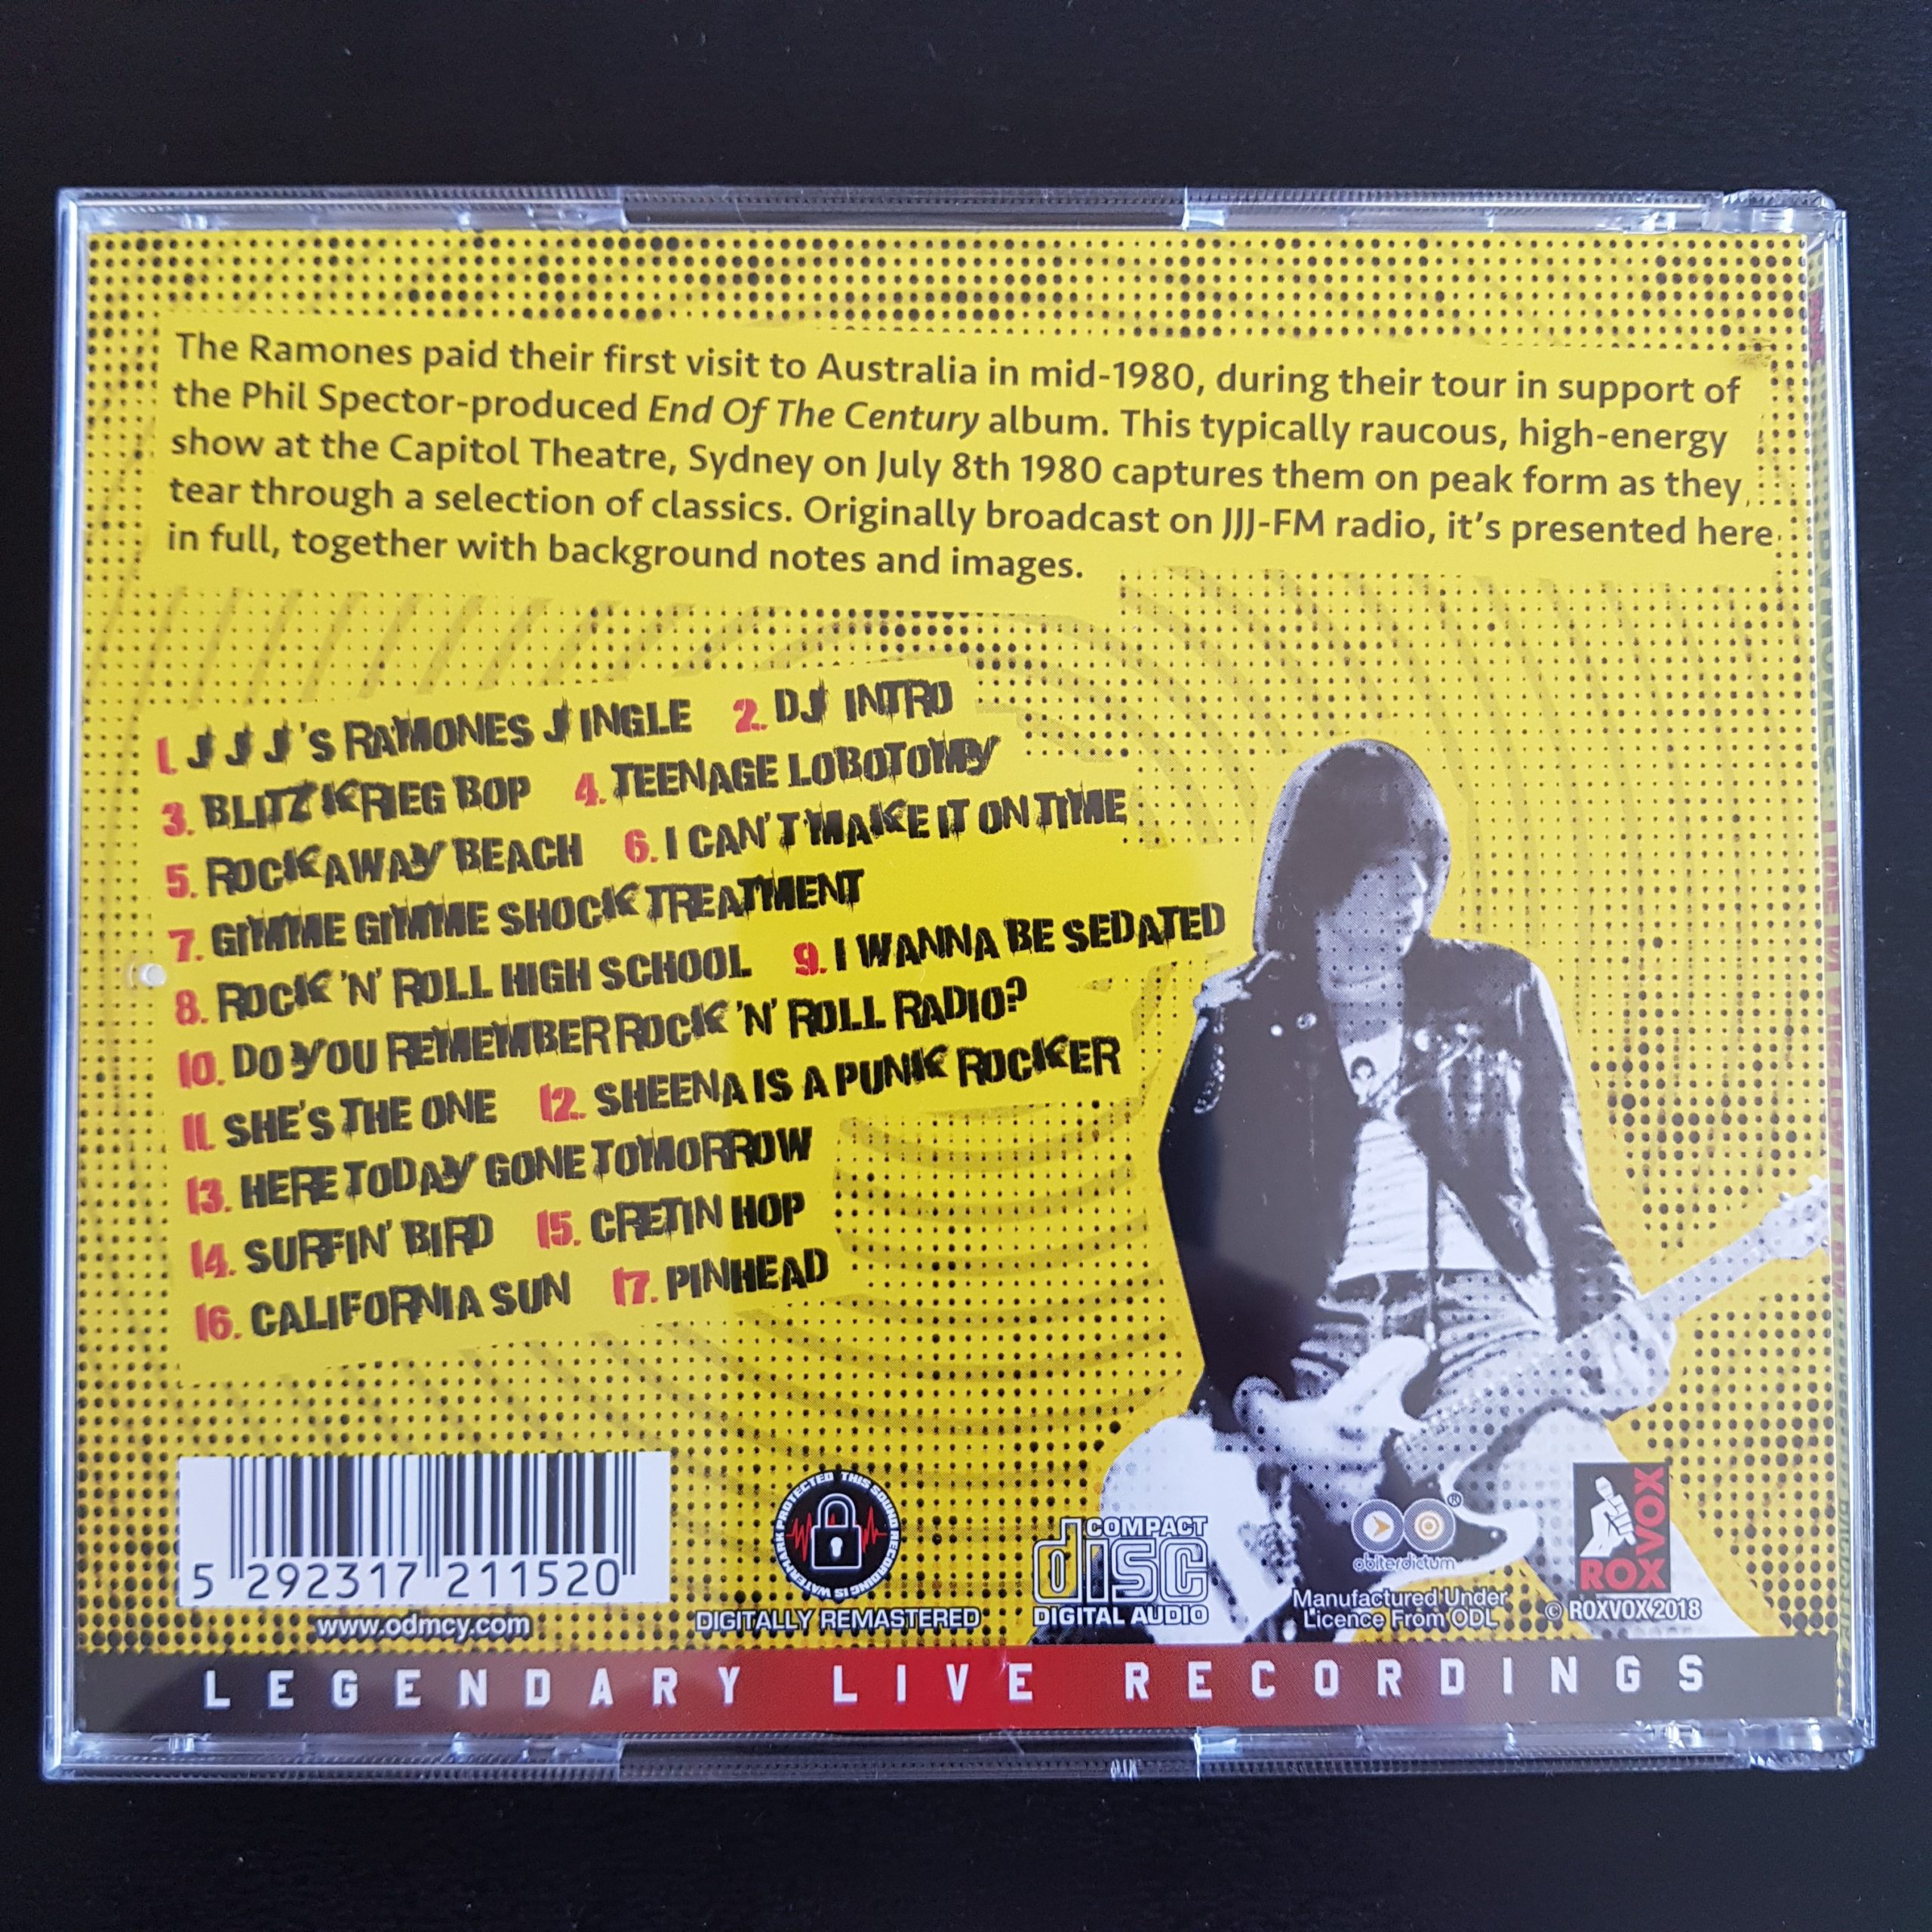 The Ramones paid their first visit to Australia in mid-1980, during their tour in support of
the Phil Spector-produced End Of The Century album. This typically raucous, high-energy
show at the Capitol Theatre, Sydney on July 8th 1980 captures them on peak form as they
tear through a selection of classics. Originally broadcast on JJJ-FM radio, it's presented here
in full, together with background notes and images.
1. JJJ'S RAMONES JINGLE 2. DJ INTRO
3. BLITZKRIEG BOP 4. TEENAGE LOBOTOMY
5. ROCKAWAY BEACH 6. I CAN'T MAKE IT ON TIME
7. GIMME GIMME SHOCK TREATMENT
8. ROCK 'N' ROLL HIGH SCHOOL 9. I WANNA BE SEDATED
10. DO YOU REMEMBER ROCK 'N' ROLL RADIO?
11. SHE'S THE ONE 12. SHEENA IS A PUNK ROCKER
13. HERE TODAY GONE TOMORROW
14. SURFIN' BIRD 15. CRETIN HOP
16. CALIFORNIA SUN 17. PINHEAD
5 292317 211520
www.odmcy.com
THIS SOUND RECORDING IS WATERMARK PROTECTED
DIGITALLY REMASTERED
COMPACT
disc
DIGITAL AUDIO
obiterdictum®
Manufactured Under
Licence From ODL
ROXVOX
© ROXVOX 2018
LEGENDARY LIVE RECORDINGS